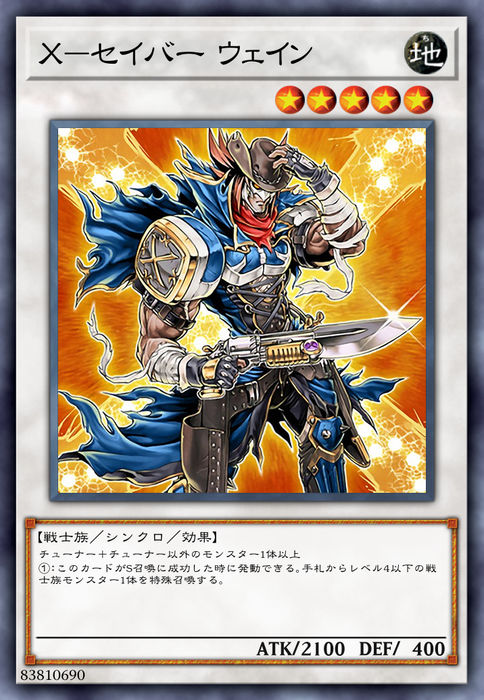 X－セイバー ウェイン
ち
地
【戦士族／シンクロ／効果】
チューナー＋チューナー以外のモンスター1体以上
①：このカードがS召喚に成功した時に発動できる。手札からレベル4以下の戦
士族モンスター1体を特殊召喚する。
ATK/2100 DEF/ 400
83810690